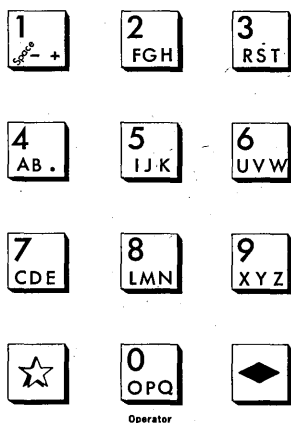 1 2 3
Space - + FGH RST
4 5 6
AB. IJK UVW
7 8 9
CDE LMN XYZ
0
OPQ
Operator